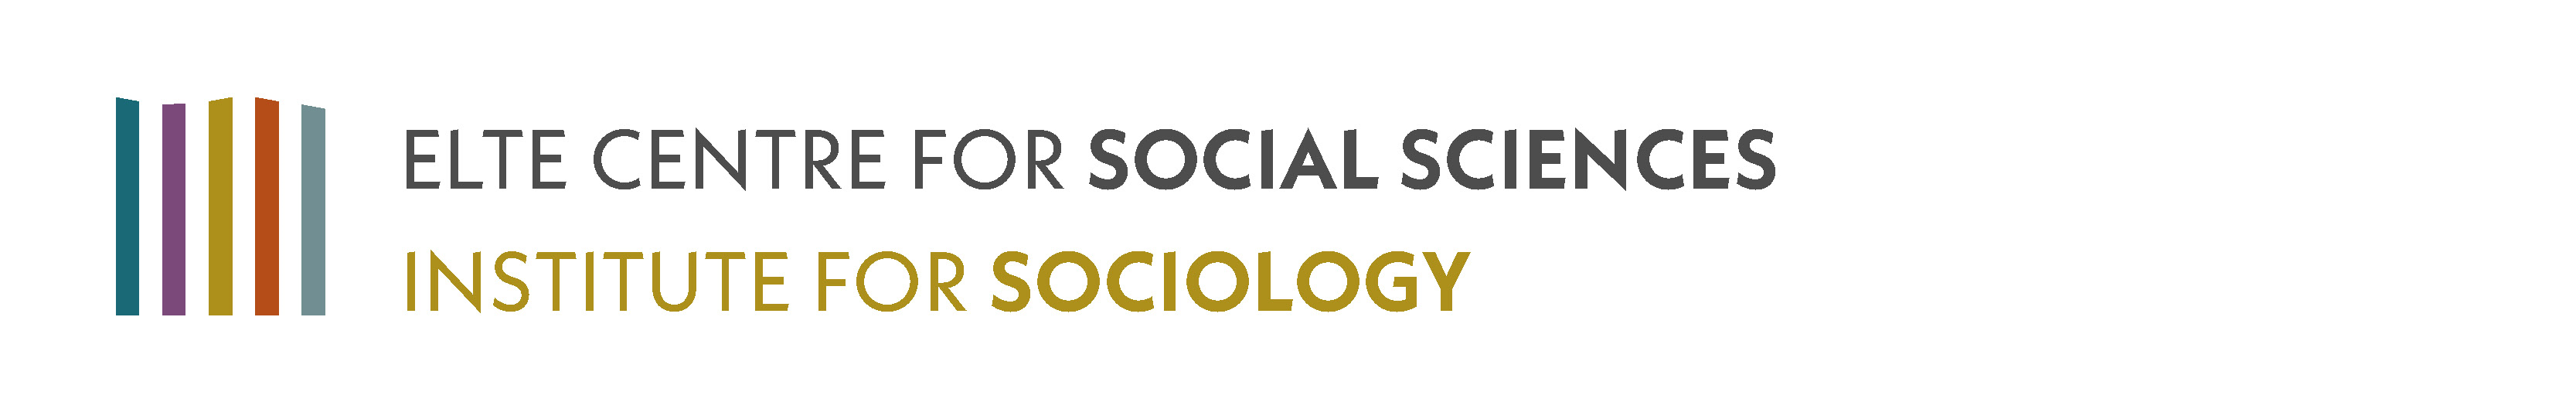 ELTE CENTRE FOR SOCIAL SCIENCES
INSTITUTE FOR SOCIOLOGY